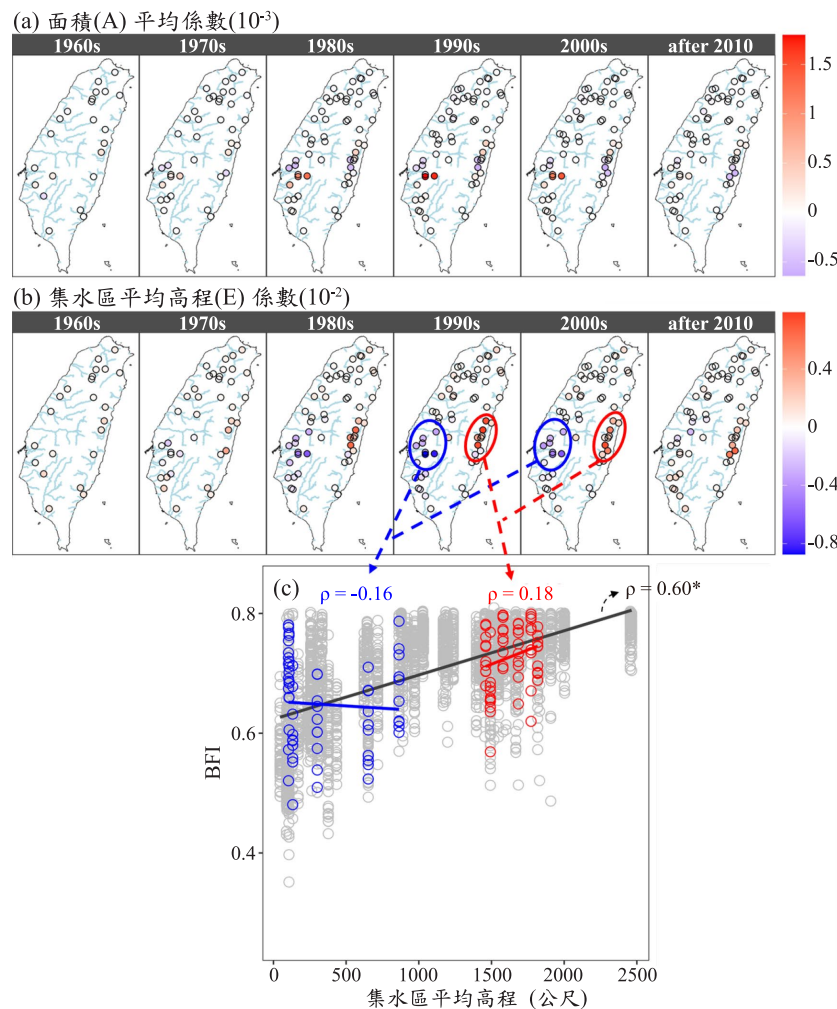 (a) 面積(A) 平均係數(10⁻³)
1960s 1970s 1980s 1990s 2000s after 2010
1.5
1
0.5
0
-0.5
(b) 集水區平均高程(E) 係數(10⁻²)
1960s 1970s 1980s 1990s 2000s after 2010
0.4
0
-0.4
-0.8
(c)
ρ = -0.16
ρ = 0.18
ρ = 0.60*
0.8
0.6
0.4
BFI
0 500 1000 1500 2000 2500
集水區平均高程 (公尺)